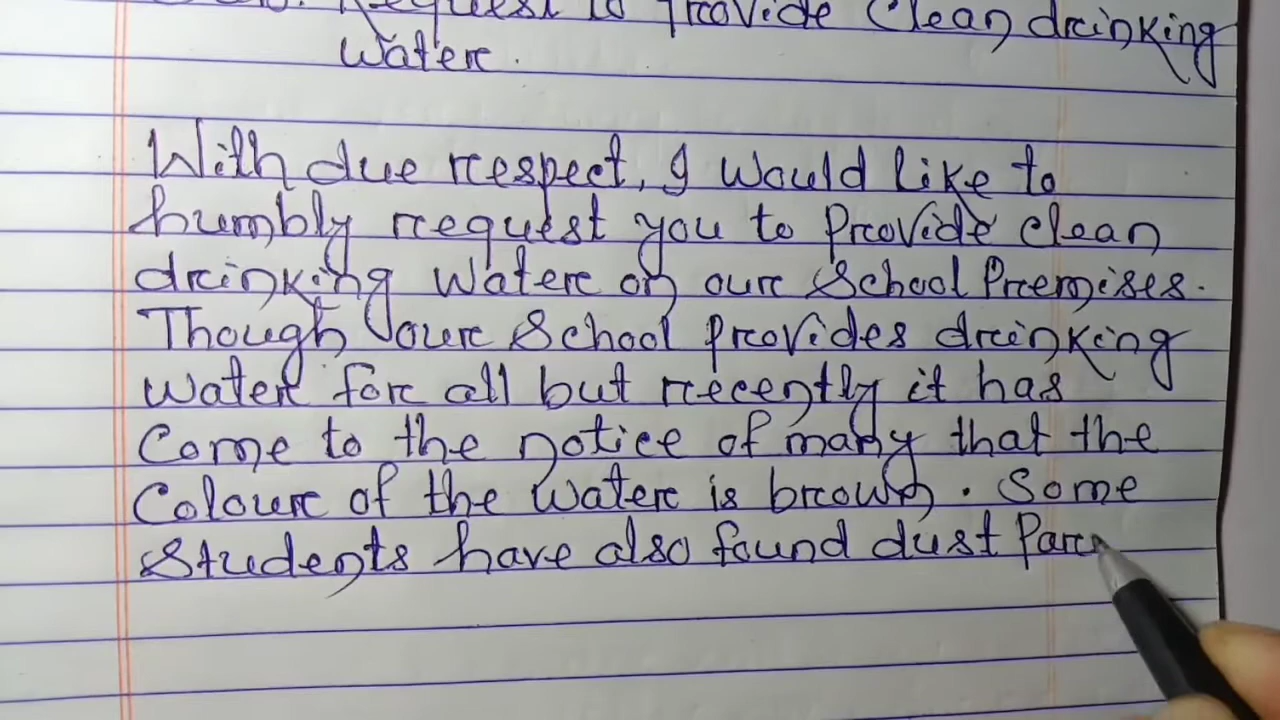 Request to Provide Clean drinking
Water.
With due respect, I would like to
humbly request you to Provide clean
drinking water on our School Premises.
Though our School provides drinking
water for all but recently it has
come to the notice of many that the
Colour of the water is brown. Some
Students have also found dust Par